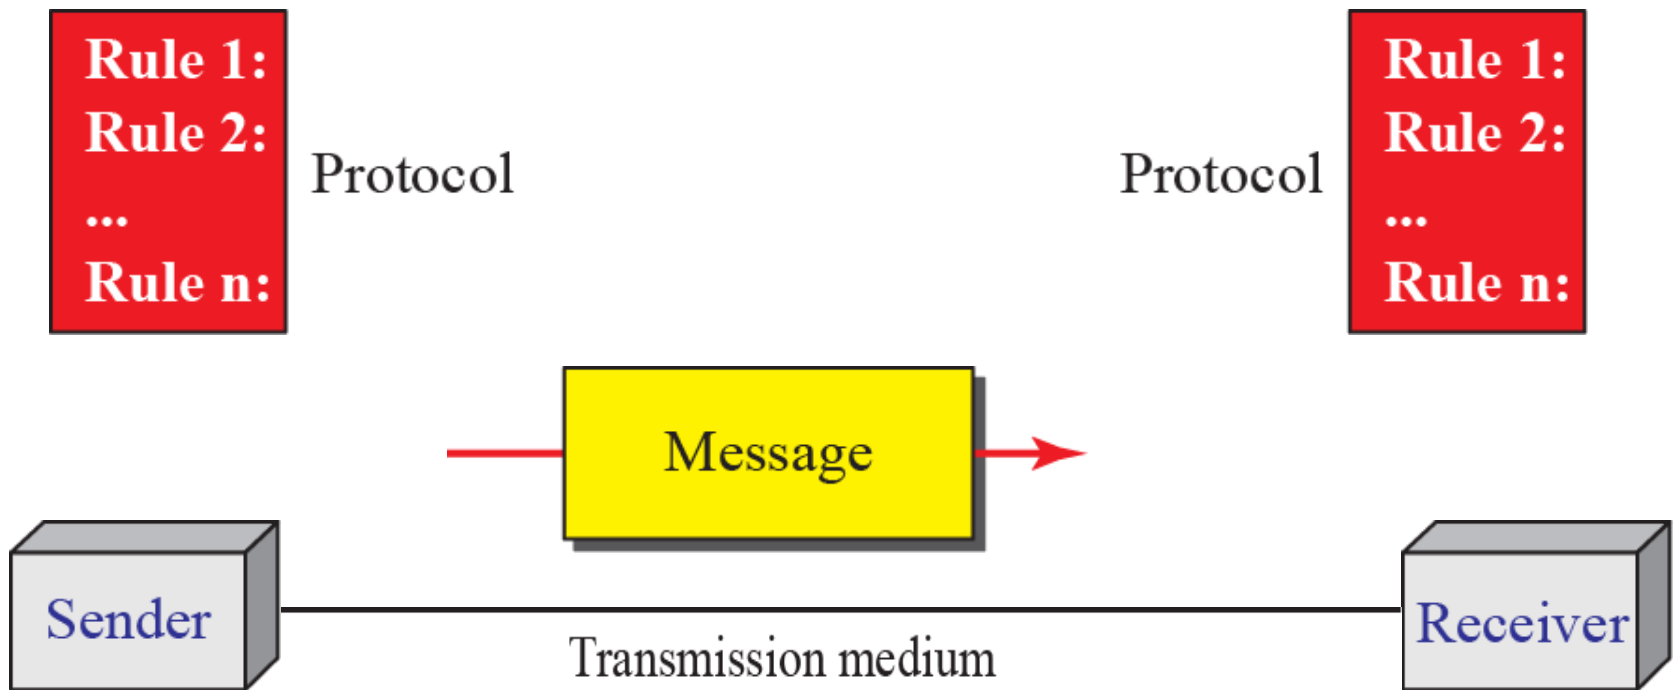 Rule 1:
Rule 2:
...
Rule n:
Protocol
Protocol
Rule 1:
Rule 2:
...
Rule n:
Message
Sender
Receiver
Transmission medium